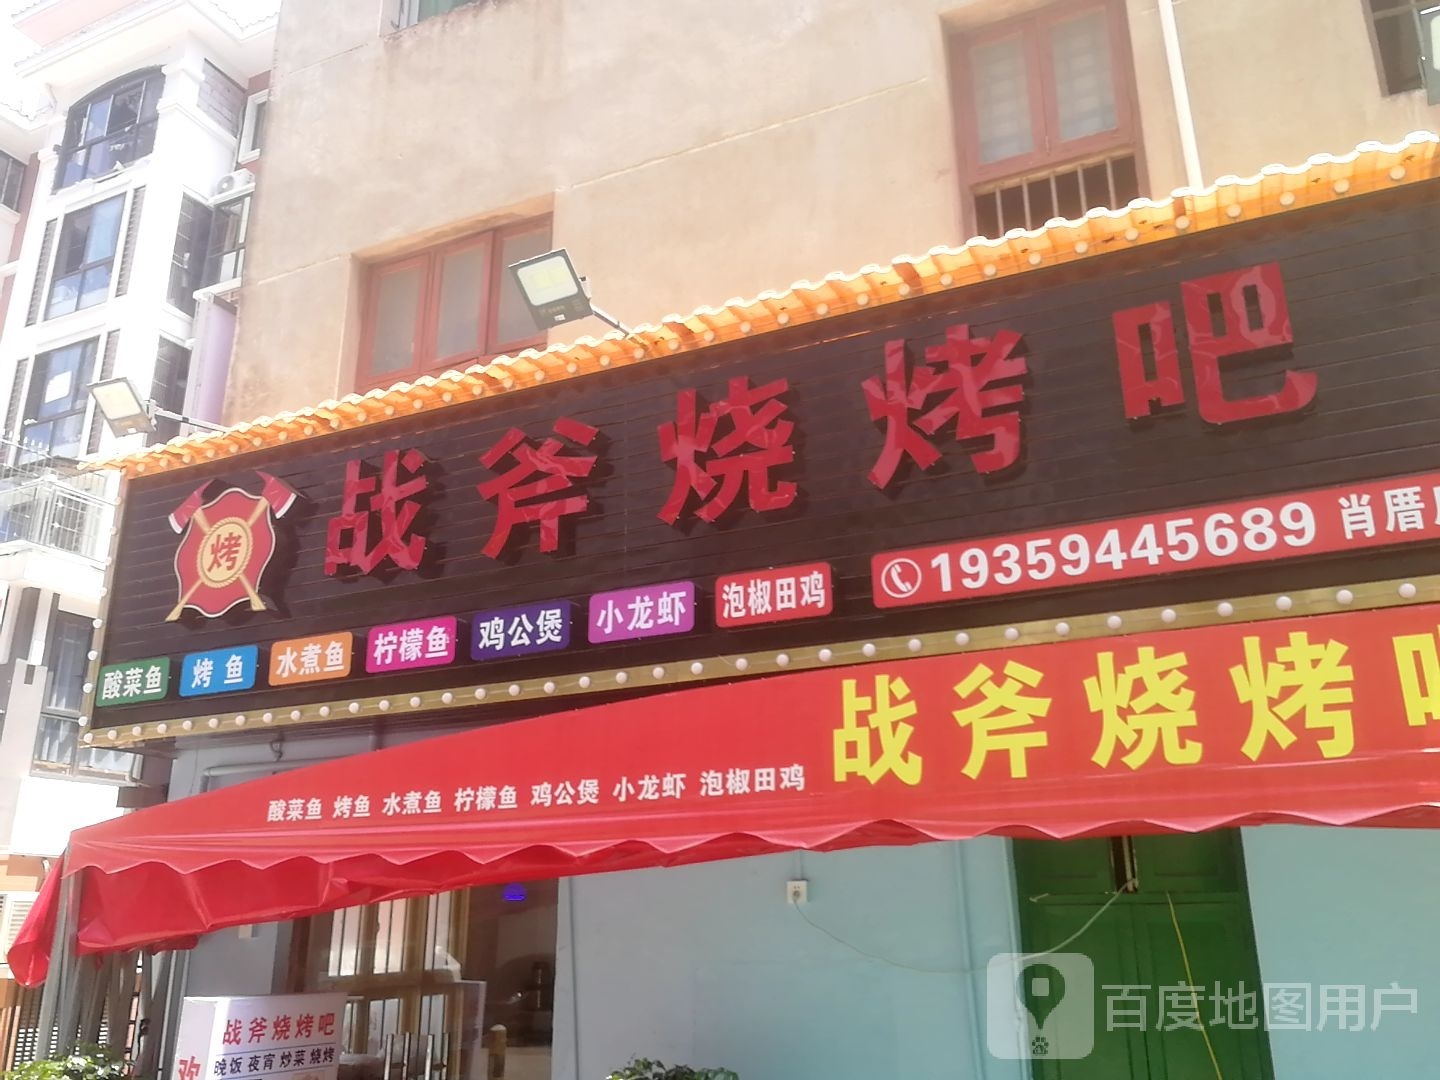 战斧烧烤吧
烤
19359445689 肖厝
酸菜鱼 烤鱼 水煮鱼 柠檬鱼 鸡公煲 小龙虾 泡椒田鸡
战斧烧烤吧
酸菜鱼 烤鱼 水煮鱼 柠檬鱼 鸡公煲 小龙虾 泡椒田鸡
战斧烧烤吧
欢
晚饭 夜宵 炒菜 烧烤
百度地图用户